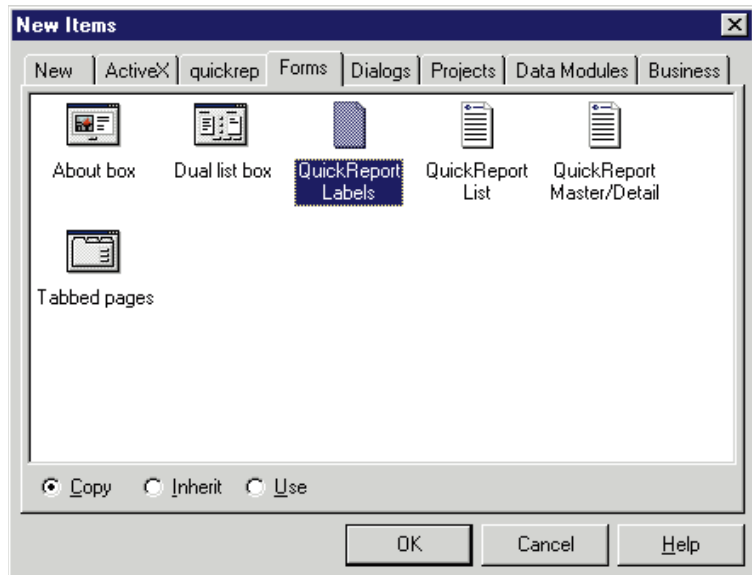 New Items
New ActiveX quickrep Forms Dialogs Projects Data Modules Business
About box Dual list box QuickReport QuickReport QuickReport
Labels List Master/Detail
Tabbed pages
Copy Inherit Use
OK Cancel Help